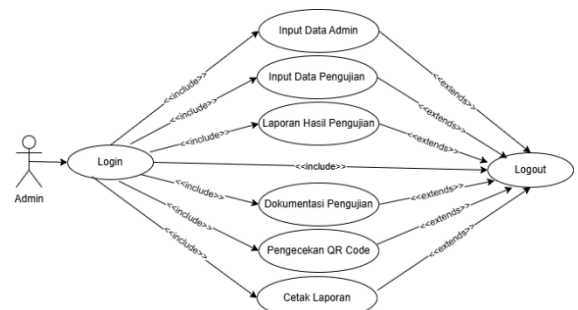 Input Data Admin
<<include>>
<<extends>>
Input Data Pengujian
<<include>>
<<extends>>
Laporan Hasil Pengujian
<<include>>
<<extends>>
Admin
Login
<<include>>
Logout
Dokumentasi Pengujian
<<include>>
<<extends>>
Pengecekan QR Code
<<include>>
<<extends>>
Cetak Laporan
<<include>>
<<extends>>